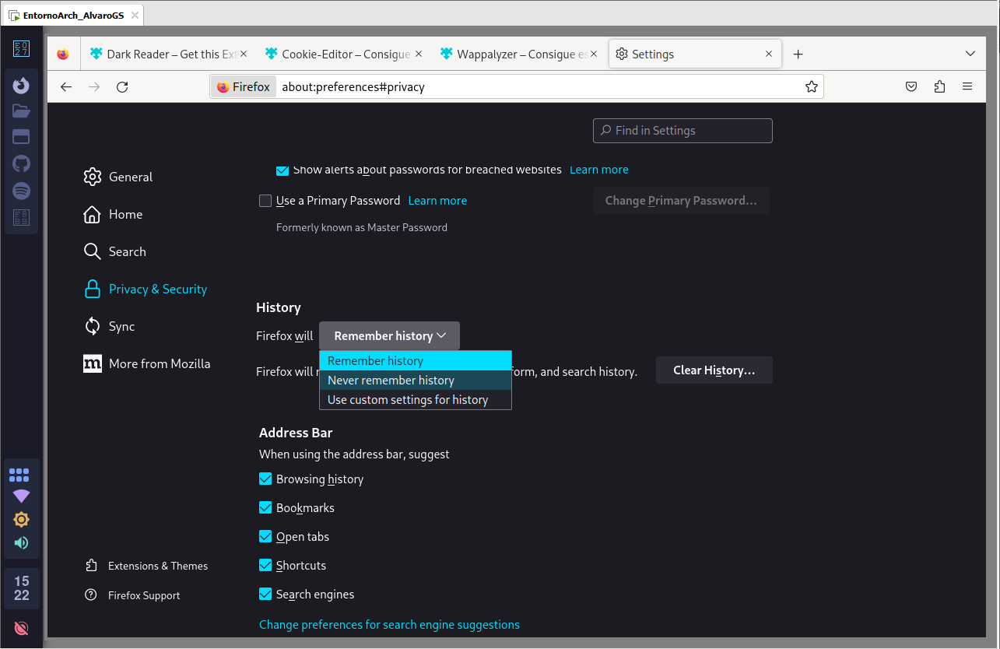 EntornoArch_AlvaroGS
E0
27
Dark Reader – Get this Ext
Cookie-Editor – Consigue
Wappalyzer – Consigue es
Settings
Firefox
about:preferences#privacy
Find in Settings
General
Home
Search
Privacy & Security
Sync
More from Mozilla
Extensions & Themes
Firefox Support
Show alerts about passwords for breached websites Learn more
Use a Primary Password Learn more
Change Primary Password...
Formerly known as Master Password
History
Firefox will Remember history
Remember history
Never remember history
Use custom settings for history
Firefox will
form, and search history.
Clear History...
Address Bar
When using the address bar, suggest
Browsing history
Bookmarks
Open tabs
Shortcuts
Search engines
Change preferences for search engine suggestions
F8
BB
15
22